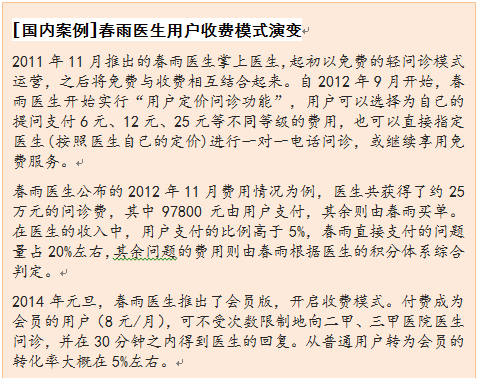 [国内案例]春雨医生用户收费模式演变
2011 年 11 月推出的春雨医生掌上医生,起初以免费的轻问诊模式
运营，之后将免费与收费相互结合起来。自 2012 年 9 月开始，春
雨医生开始实行“用户定价问诊功能”，用户可以选择为自己的
提问支付 6 元、12 元、25 元等不同等级的费用，也可以直接指定
医生(按照医生自己的定价)进行一对一电话问诊，或继续享用免
费服务。
春雨医生公布的 2012 年 11 月费用情况为例，医生共获得了约 25
万元的问诊费，其中 97800 元由用户支付，其余则由春雨买单。
在医生的收入中，用户支付的比例高于 5%，春雨直接支付的问题
量占 20%左右,其余问题的费用则由春雨根据医生的积分体系综合
判定。
2014 年元旦，春雨医生推出了会员版，开启收费模式。付费成为
会员的用户（8 元/月），可不受次数限制地向二甲、三甲医院医生
问诊，并在 30 分钟之内得到医生的回复。从普通用户转为会员的
转化率大概在 5%左右。